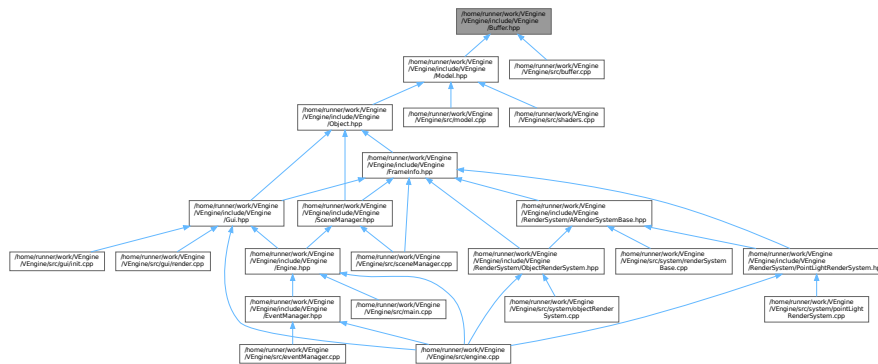 /home/runner/work/VEngine
/VEngine/include/VEngine
/Buffer.hpp
/home/runner/work/VEngine
/VEngine/include/VEngine
/Model.hpp
/home/runner/work/VEngine
/VEngine/src/buffer.cpp
/home/runner/work/VEngine
/VEngine/include/VEngine
/Object.hpp
/home/runner/work/VEngine
/VEngine/src/model.cpp
/home/runner/work/VEngine
/VEngine/src/shaders.cpp
/home/runner/work/VEngine
/VEngine/include/VEngine
/FrameInfo.hpp
/home/runner/work/VEngine
/VEngine/include/VEngine
/Gui.hpp
/home/runner/work/VEngine
/VEngine/include/VEngine
/SceneManager.hpp
/home/runner/work/VEngine
/VEngine/include/VEngine
/RenderSystem/ARenderSystemBase.hpp
/home/runner/work/VEngine
/VEngine/src/gui/init.cpp
/home/runner/work/VEngine
/VEngine/src/gui/render.cpp
/home/runner/work/VEngine
/VEngine/include/VEngine
/Engine.hpp
/home/runner/work/VEngine
/VEngine/src/sceneManager.cpp
/home/runner/work/VEngine
/VEngine/include/VEngine
/RenderSystem/ObjectRenderSystem.hpp
/home/runner/work/VEngine
/VEngine/src/system/renderSystem
Base.cpp
/home/runner/work/VEngine
/VEngine/include/VEngine
/RenderSystem/PointLightRenderSystem.hpp
/home/runner/work/VEngine
/VEngine/include/VEngine
/EventManager.hpp
/home/runner/work/VEngine
/VEngine/src/main.cpp
/home/runner/work/VEngine
/VEngine/src/system/objectRender
System.cpp
/home/runner/work/VEngine
/VEngine/src/system/pointLight
RenderSystem.cpp
/home/runner/work/VEngine
/VEngine/src/eventManager.cpp
/home/runner/work/VEngine
/VEngine/src/engine.cpp